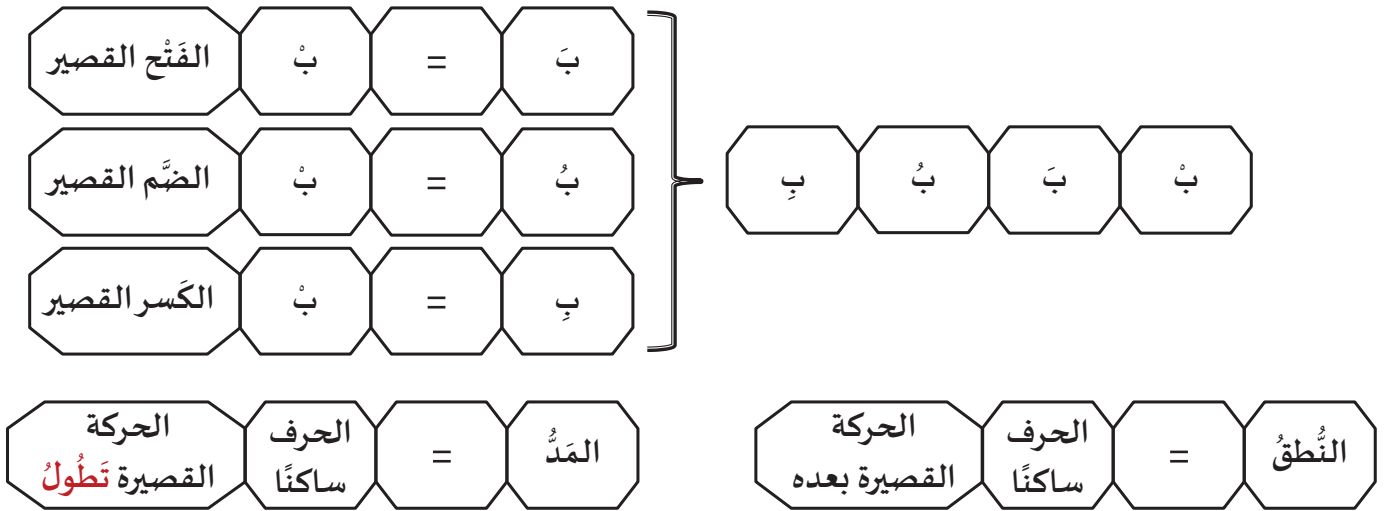 بْ بَ بُ بِ
بَ = بْ الفَتْح القصير
بُ = بْ الضَّم القصير
بِ = بْ الكَسر القصير
النُّطقُ = الحرف ساكنًا الحركة القصيرة بعده
المَدُّ = الحرف ساكنًا الحركة القصيرة تَطُولُ